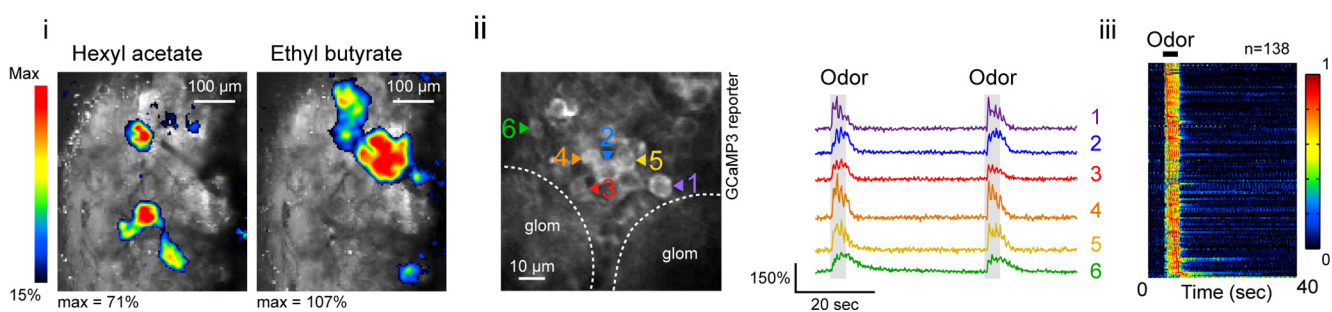 i
Hexyl acetate
Ethyl butyrate
Max
100 µm
100 µm
15%
max = 71%
max = 107%
ii
6
2
4
5
3
1
glom
glom
10 µm
GCaMP3 reporter
Odor
Odor
1
2
3
4
5
6
150%
20 sec
iii
Odor
n=138
1
0
0
Time (sec)
40